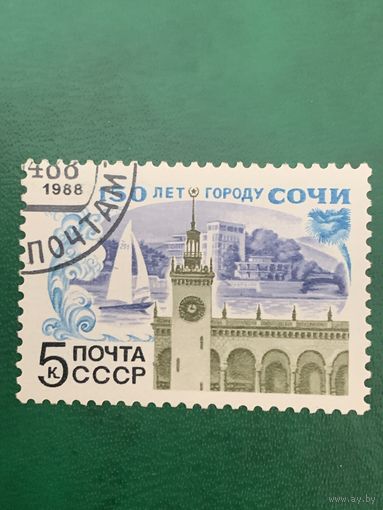 150 ЛЕТ ГОРОДУ СОЧИ
1988
ПОЧТАМ
5 к. ПОЧТА
СССР
www.ay.by